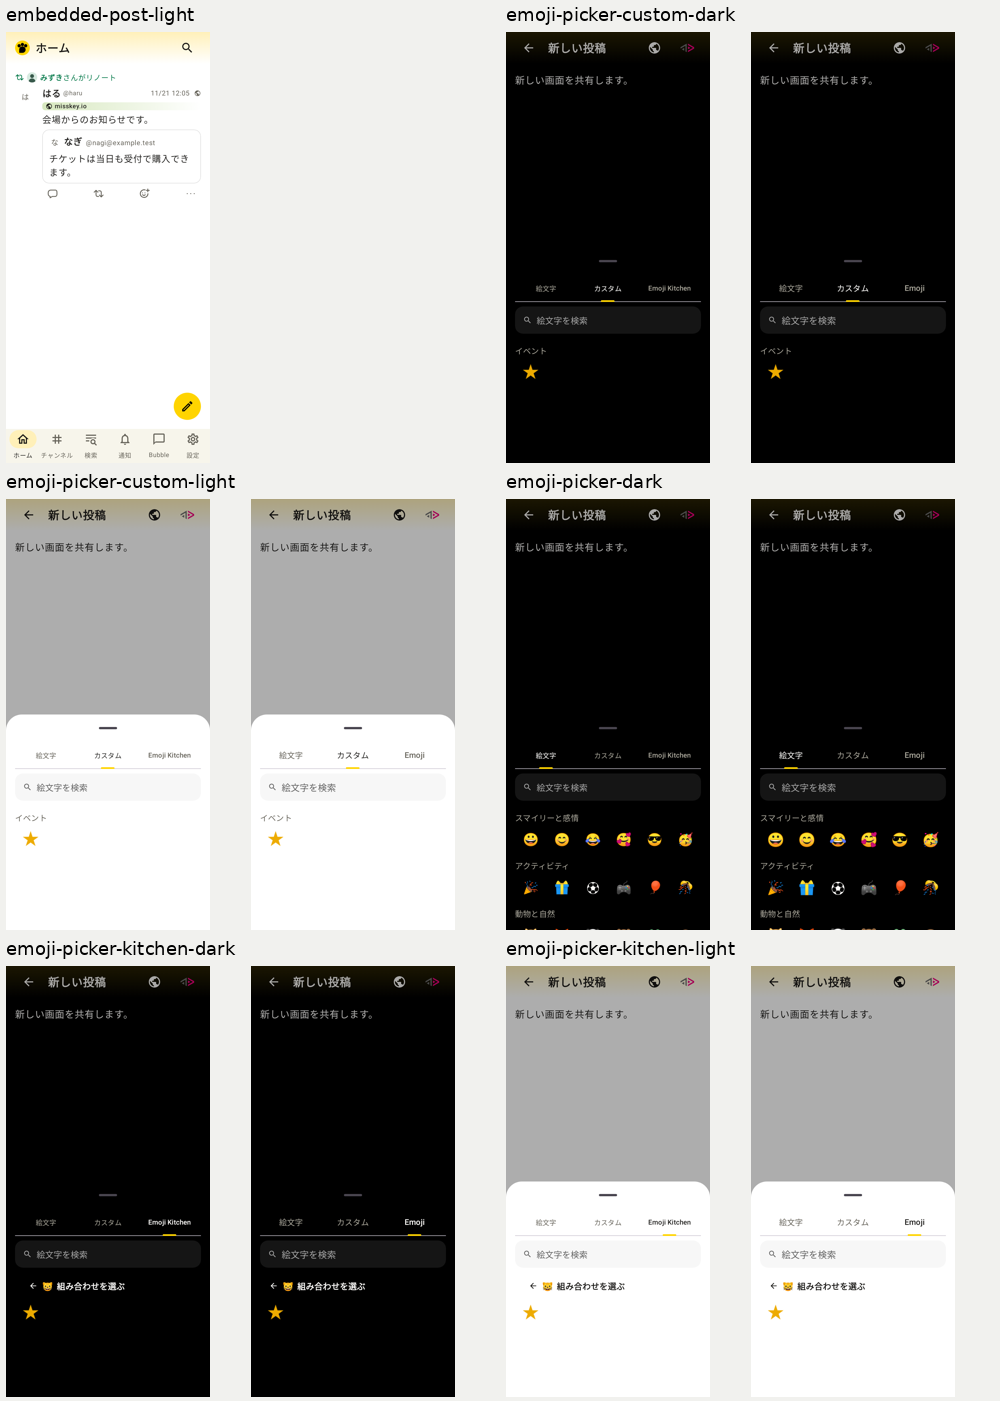 embedded-post-light
ホーム
みずきさんがリノート
は
はる @haru 11/21 12:05
misskey.io
会場からのお知らせです。
な なぎ @nagi@example.test
チケットは当日も受付で購入できます。
ホーム チャンネル 検索 通知 Bubble 設定
emoji-picker-custom-dark
新しい投稿
新しい画面を共有します。
絵文字 カスタム Emoji Kitchen
絵文字を検索
イベント
新しい投稿
新しい画面を共有します。
絵文字 カスタム Emoji
絵文字を検索
イベント
emoji-picker-custom-light
新しい投稿
新しい画面を共有します。
絵文字 カスタム Emoji Kitchen
絵文字を検索
イベント
新しい投稿
新しい画面を共有します。
絵文字 カスタム Emoji
絵文字を検索
イベント
emoji-picker-dark
新しい投稿
新しい画面を共有します。
絵文字 カスタム Emoji Kitchen
絵文字を検索
スマイリーと感情
アクティビティ
動物と自然
新しい投稿
新しい画面を共有します。
絵文字 カスタム Emoji
絵文字を検索
スマイリーと感情
アクティビティ
動物と自然
emoji-picker-kitchen-dark
新しい投稿
新しい画面を共有します。
絵文字 カスタム Emoji Kitchen
絵文字を検索
組み合わせを選ぶ
新しい投稿
新しい画面を共有します。
絵文字 カスタム Emoji
絵文字を検索
組み合わせを選ぶ
emoji-picker-kitchen-light
新しい投稿
新しい画面を共有します。
絵文字 カスタム Emoji Kitchen
絵文字を検索
組み合わせを選ぶ
新しい投稿
新しい画面を共有します。
絵文字 カスタム Emoji
絵文字を検索
組み合わせを選ぶ